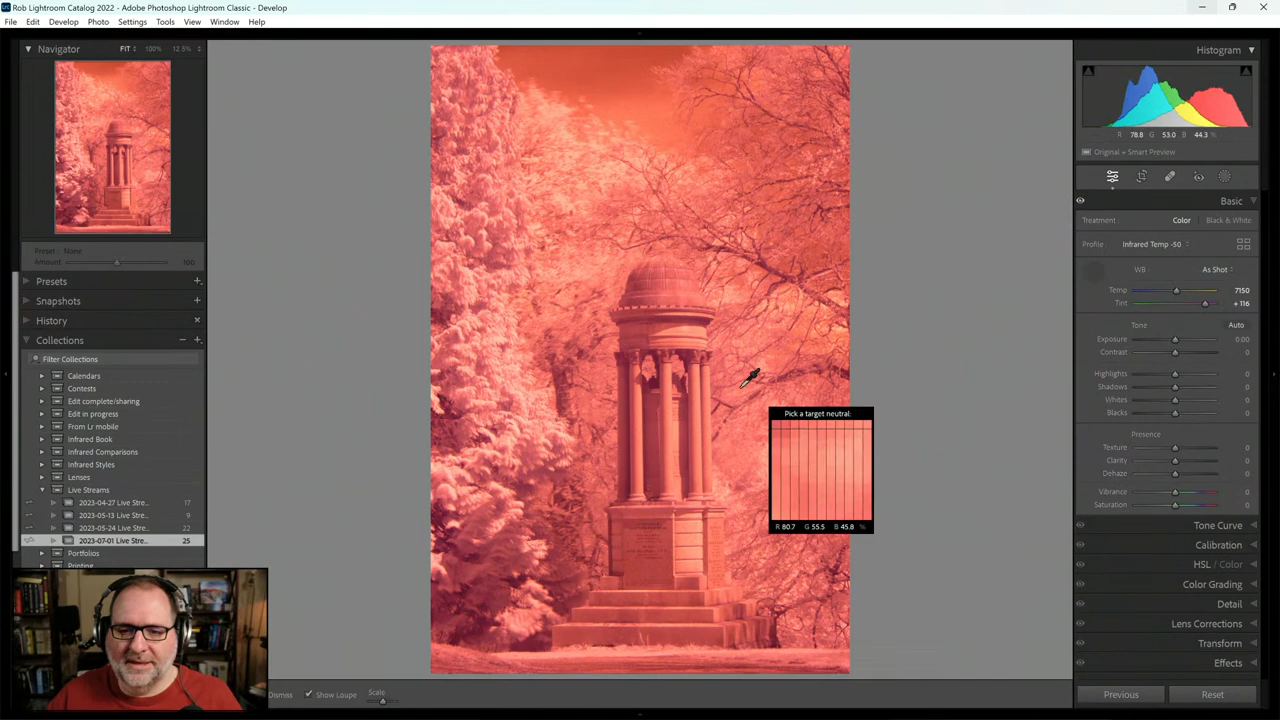 Rob Lightroom Catalog 2022 - Adobe Photoshop Lightroom Classic - Develop
File Edit Develop Photo Settings Tools View Window Help
Navigator FIT 100% 12.5%
Preset: None
Amount 100
Presets
Snapshots
History
Collections
Filter Collections
Calendars
Contests
Edit complete/sharing
Edit in progress
From Lr mobile
Infrared Book
Infrared Comparisons
Infrared Styles
Lenses
Live Streams
2023-04-27 Live Stre... 17
2023-05-13 Live Stre... 9
2023-05-24 Live Stre... 22
2023-07-01 Live Stre... 25
Portfolios
Printing
Pick a target neutral:
R 80.7 G 55.5 B 45.8 %
Dismiss Show Loupe Scale
Histogram
R 78.8 G 53.0 B 44.3 %
Original + Smart Preview
Basic
Treatment: Color Black & White
Profile Infrared Temp -50
WB As Shot
Temp 7150
Tint +116
Tone Auto
Exposure 0.00
Contrast 0
Highlights 0
Shadows 0
Whites 0
Blacks 0
Presence
Texture 0
Clarity 0
Dehaze 0
Vibrance 0
Saturation 0
Tone Curve
Calibration
HSL / Color
Color Grading
Detail
Lens Corrections
Transform
Effects
Previous Reset